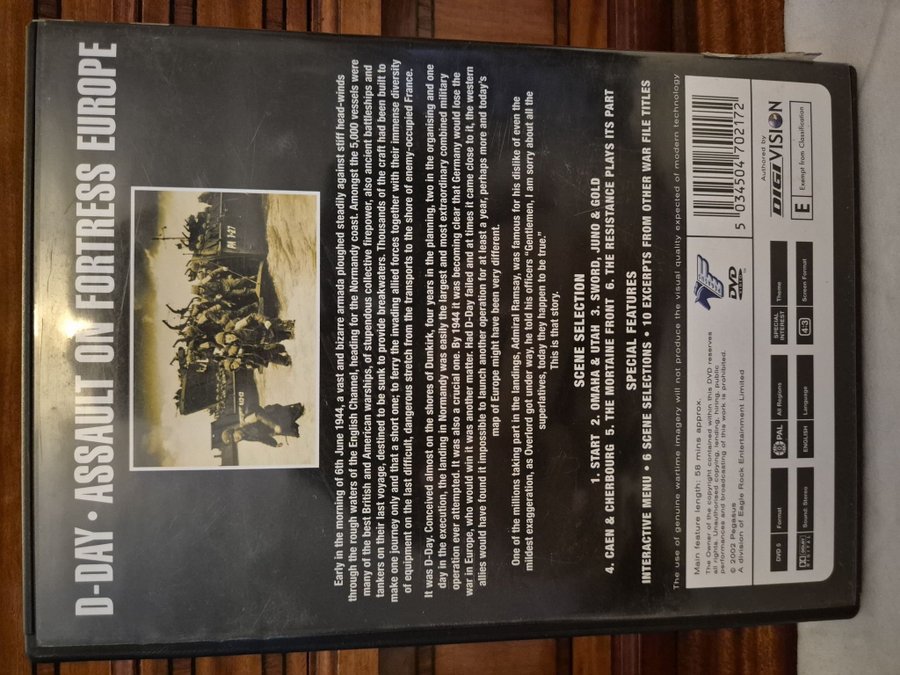 D-DAY • ASSAULT ON FORTRESS EUROPE
PA 1-21
Early in the morning of 6th June 1944, a vast and bizarre armada ploughed steadily against stiff head-winds
through the rough waters of the English Channel, heading for the Normandy coast. Amongst the 5,000 vessels were
many of the best British and American warships, of stupendous collective firepower, also ancient battleships and
tankers on their last voyage, destined to be sunk to provide breakwaters. Thousands of the craft had been built to
make one journey only and that a short one; to ferry the invading allied forces together with their immense diversity
of equipment on the last difficult, dangerous stretch from the transports to the shore of enemy-occupied France.
It was D-Day. Conceived almost on the shores of Dunkirk, four years in the planning, two in the organising and one
day in the execution, the landing in Normandy was easily the largest and most extraordinary combined military
operation ever attempted. It was also a crucial one. By 1944 it was becoming clear that Germany would lose the
war in Europe, who would win it was another matter. Had D-Day failed and at times it came close to it, the western
allies would have found it impossible to launch another operation for at least a year, perhaps more and today's
map of Europe might have been very different.
One of the millions taking part in the landings, Admiral Ramsay, was famous for his dislike of even the
mildest exaggeration, as Overlord got under way, he told his officers "Gentlemen, I am sorry about all the
superlatives, today they happen to be true."
This is that story.
SCENE SELECTION
1. START 2. OMAHA & UTAH 3. SWORD, JUNO & GOLD
4. CAEN & CHERBOURG 5. THE MORTAINE FRONT 6. THE RESISTANCE PLAYS ITS PART
SPECIAL FEATURES
INTERACTIVE MENU • 6 SCENE SELECTIONS • 10 EXCERPTS FROM OTHER WAR FILE TITLES
The use of genuine wartime imagery will not produce the visual quality expected of modern technology
Main feature length: 58 mins approx.
The Owner of the copyright contained within this DVD reserves
all rights. Unauthorised copying, lending, hiring, public
performances and broadcasting of this work is prohibited.
© 2002 Pegasus
A division of Eagle Rock Entertainment Limited
DVD
VIDEO
5 034504 702172
DVD 5
Format
PAL
All Regions
SPECIAL INTEREST
Theme
DOLBY DIGITAL
Sound: Stereo
ENGLISH
Language
4:3
Screen Format
Authored by
DIGIVISION
E
Exempt from Classification